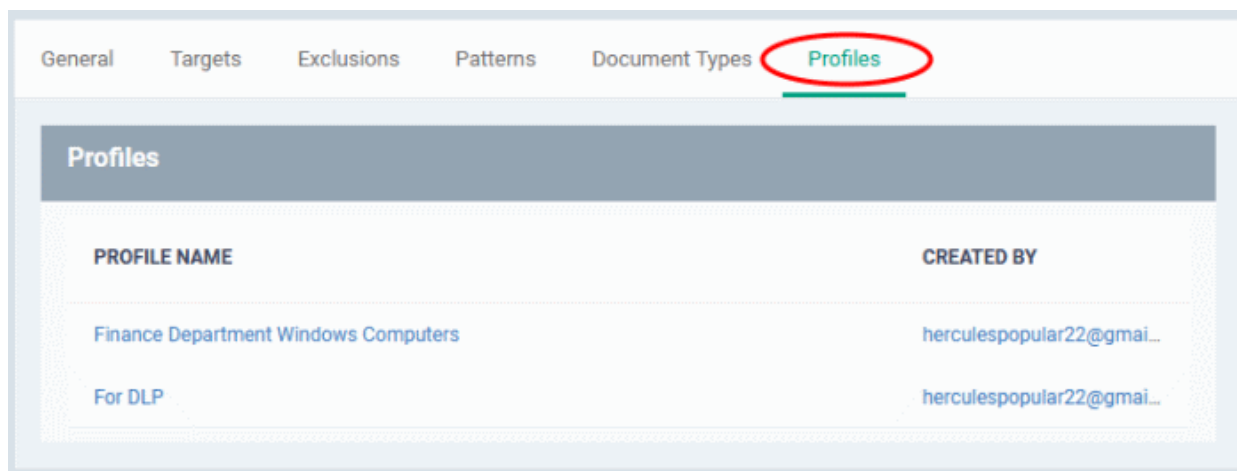 General Targets Exclusions Patterns Document Types Profiles
Profiles
PROFILE NAME CREATED BY
Finance Department Windows Computers herculespopular22@gmai...
For DLP herculespopular22@gmai...